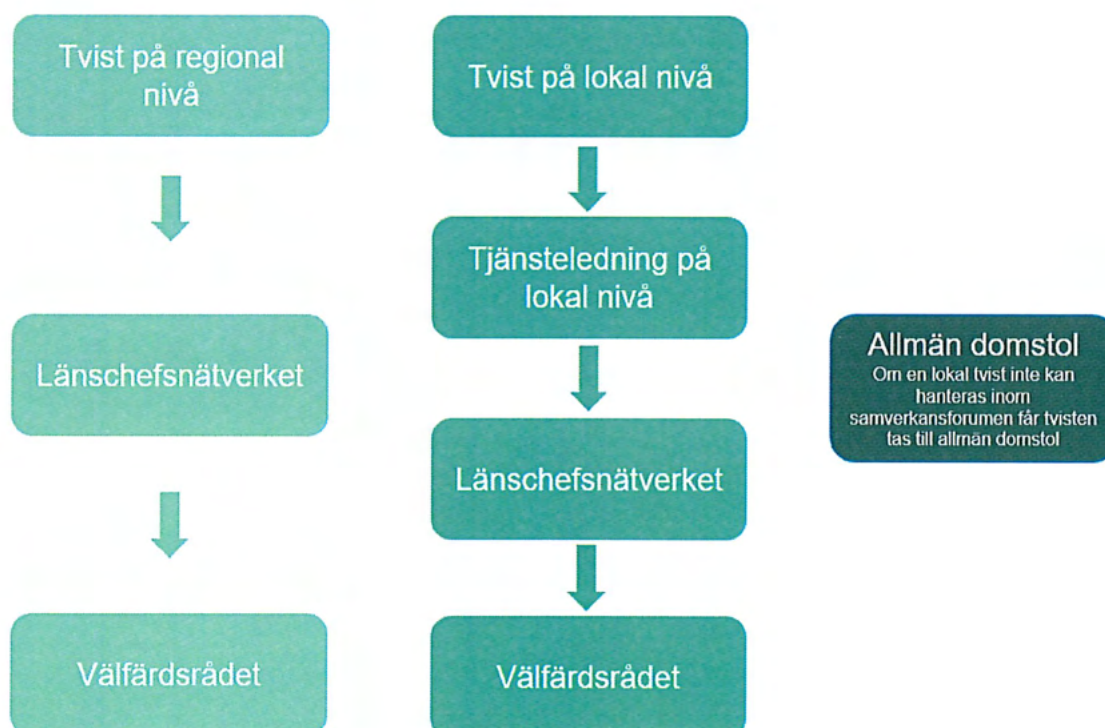 Tvist på regional
nivå
Länschefsnätverket
Välfärdsrådet
Tvist på lokal nivå
Tjänsteledning på
lokal nivå
Länschefsnätverket
Välfärdsrådet
Allmän domstol
Om en lokal tvist inte kan
hanteras inom
samverkansforumen får tvisten
tas till allmän domstol